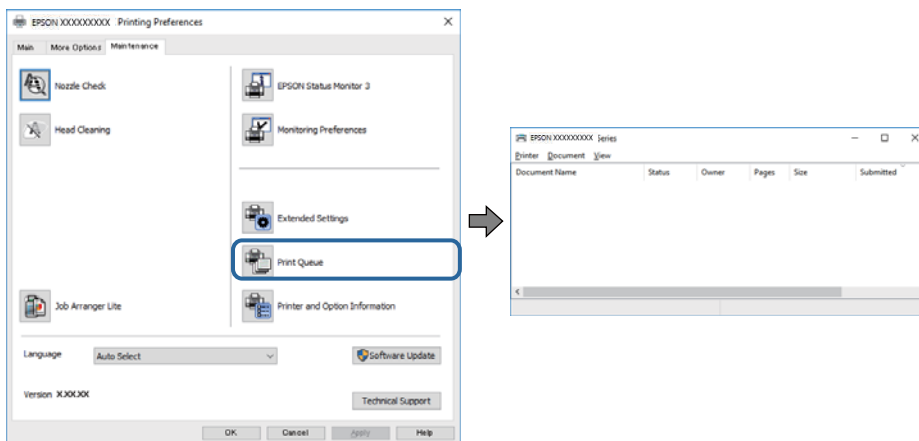 EPSON XXXXXXXXX Printing Preferences
Main More Options Maintenance
Nozzle Check
EPSON Status Monitor 3
Head Cleaning
Monitoring Preferences
Extended Settings
Print Queue
Job Arranger Lite
Printer and Option Information
Language Auto Select Software Update
Version X.XX.XX
Technical Support
OK Cancel Apply Help
EPSON XXXXXXXXX Series
Printer Document View
Document Name Status Owner Pages Size Submitted